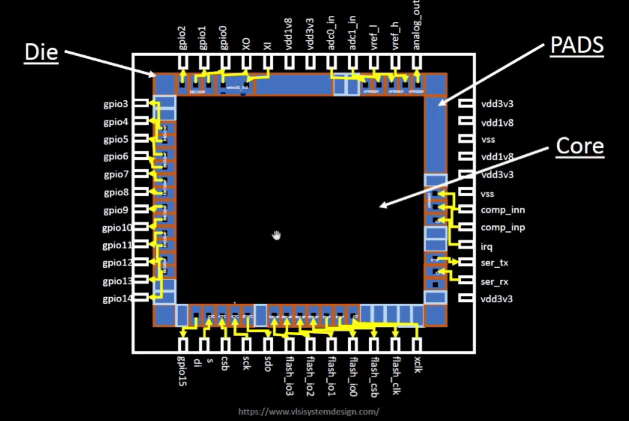 gpio2
gpio1
gpio0
XO
XI
vdd1v8
vdd3v3
adc0_in
adc1_in
vref_l
vref_h
analog_out
Die
PADS
Core
gpio3
gpio4
gpio5
gpio6
gpio7
gpio8
gpio9
gpio10
gpio11
gpio12
gpio13
gpio14
vdd3v3
vdd1v8
vss
vdd1v8
vdd3v3
vss
comp_inn
comp_inp
irq
ser_tx
ser_rx
vdd3v3
gpio15
di
s
csb
sck
sdo
flash_io3
flash_io2
flash_io1
flash_io0
flash_csb
flash_clk
xclk
https://www.vlsisystemdesign.com/